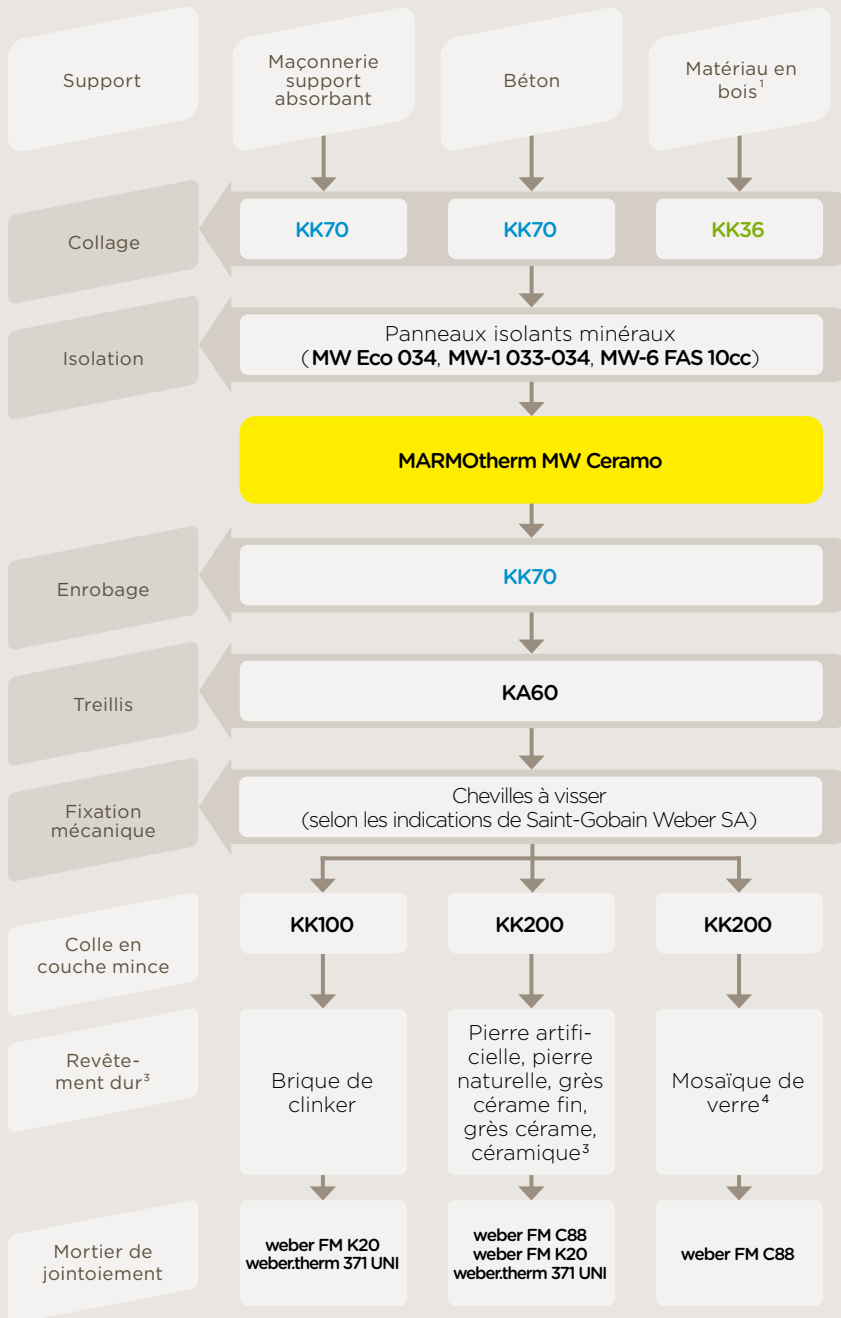 Support
Maçonnerie
support
absorbant
Béton
Matériau en
bois¹
Collage
KK70
KK70
KK36
Isolation
Panneaux isolants minéraux
(MW Eco 034, MW-1 033-034, MW-6 FAS 10cc)
MARMOtherm MW Ceramo
Enrobage
KK70
Treillis
KA60
Fixation
mécanique
Chevilles à visser
(selon les indications de Saint-Gobain Weber SA)
Colle en
couche mince
KK100
KK200
KK200
Revête-
ment dur³
Brique de
clinker
Pierre artifi-
cielle, pierre
naturelle, grès
cérame fin,
grès cérame,
céramique³
Mosaïque de
verre⁴
Mortier de
jointoiement
weber FM K20
weber.therm 371 UNI
weber FM C88
weber FM K20
weber.therm 371 UNI
weber FM C88